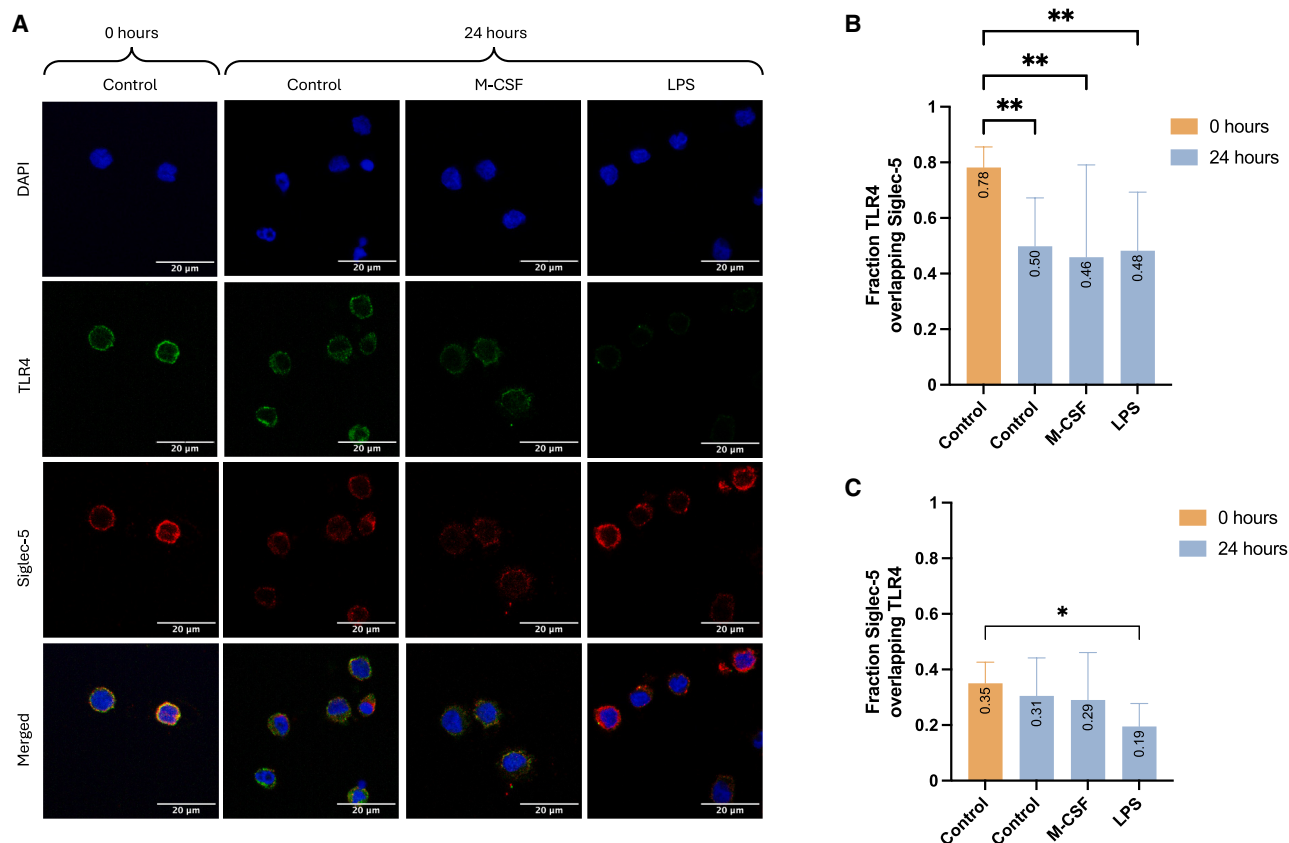 A
0 hours
24 hours
Control
Control
M-CSF
LPS
DAPI
20 µm
20 µm
20 µm
20 µm
TLR4
20 µm
20 µm
20 µm
20 µm
Siglec-5
20 µm
20 µm
20 µm
20 µm
Merged
20 µm
20 µm
20 µm
20 µm
B
**
**
**
Fraction TLR4
overlapping Siglec-5
1
0.8
0.6
0.4
0.2
0
0.78
0.50
0.46
0.48
Control
Control
M-CSF
LPS
0 hours
24 hours
C
*
Fraction Siglec-5
overlapping TLR4
1
0.8
0.6
0.4
0.2
0
0.35
0.31
0.29
0.19
Control
Control
M-CSF
LPS
0 hours
24 hours